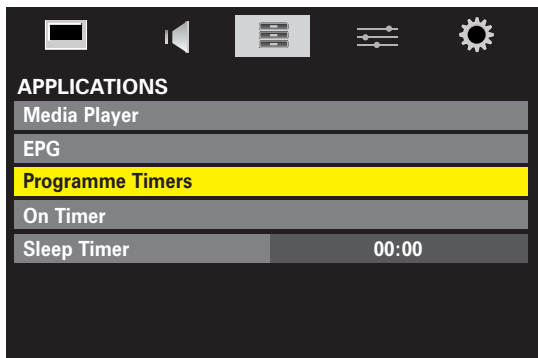 APPLICATIONS
Media Player
EPG
Programme Timers
On Timer
Sleep Timer 00:00